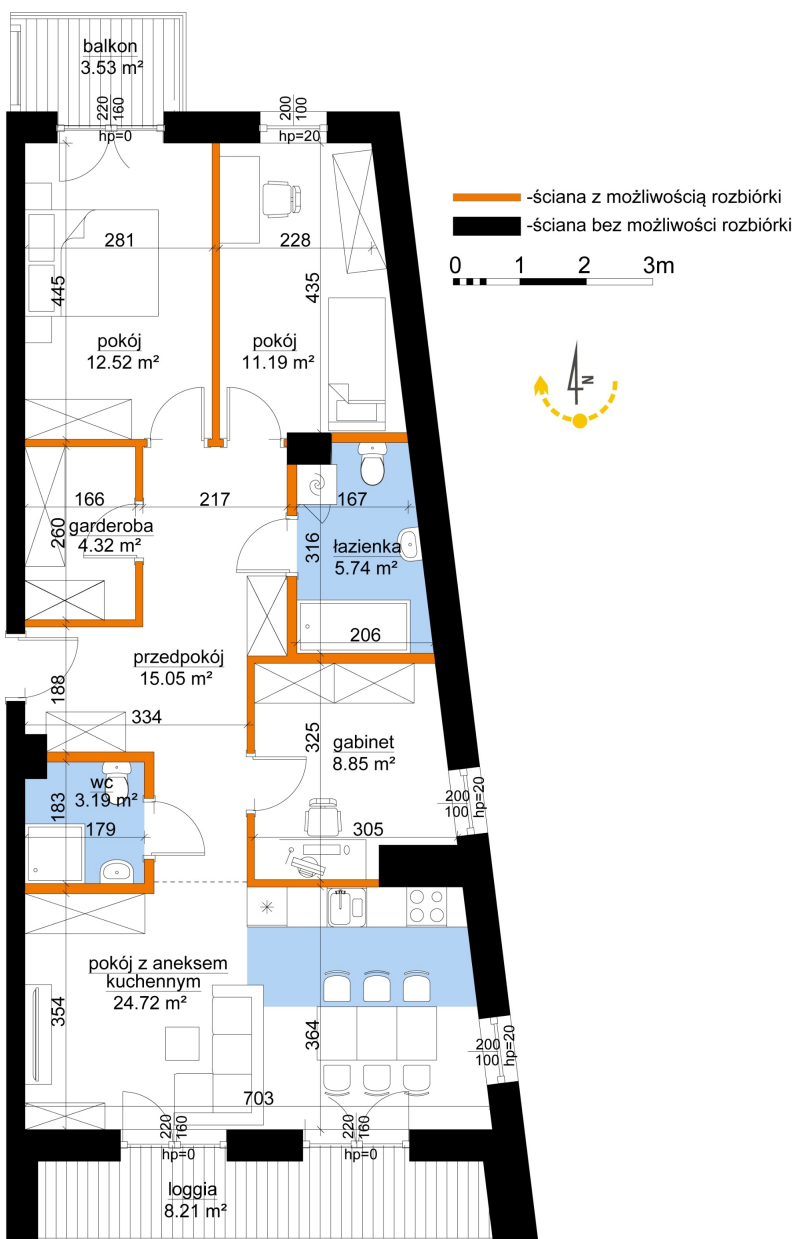 balkon
3.53 m²
220
160
hp=0
200
100
hp=20
-ściana z możliwością rozbiórki
-ściana bez możliwości rozbiórki
0 1 2 3m
N
281
228
445
435
pokój
12.52 m²
pokój
11.19 m²
166
217
167
260
garderoba
4.32 m²
316
łazienka
5.74 m²
206
przedpokój
15.05 m²
188
334
325
gabinet
8.85 m²
wc
3.19 m²
183
179
200
100
hp=20
305
pokój z aneksem
kuchennym
24.72 m²
354
364
200
100
hp=20
703
220
160
hp=0
220
160
hp=0
loggia
8.21 m²